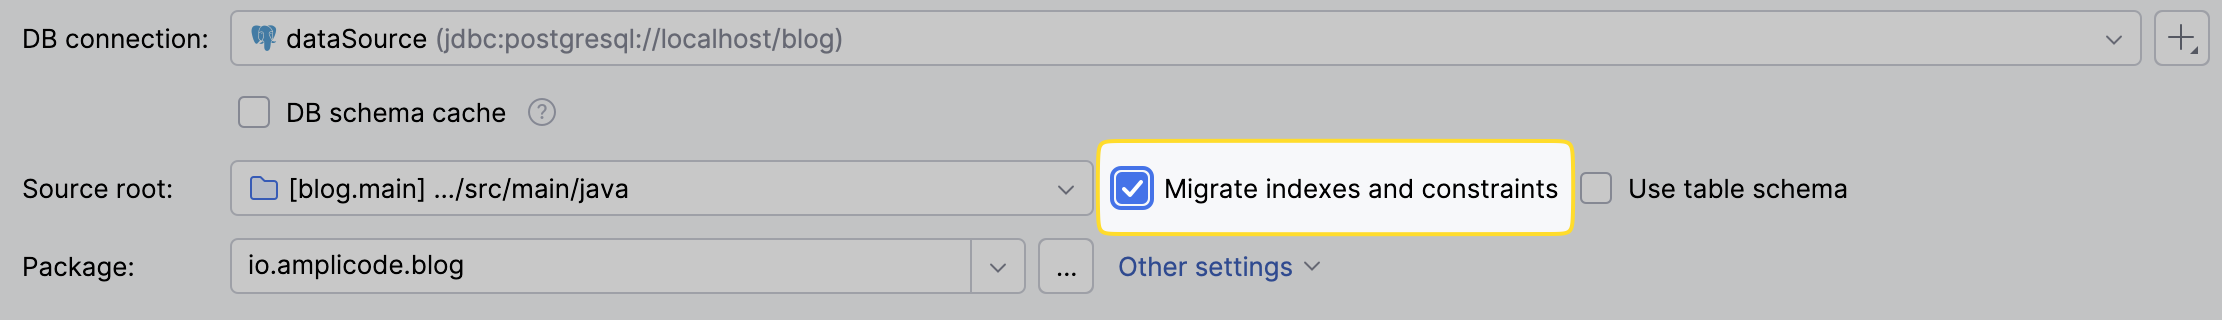 DB connection: dataSource (jdbc:postgresql://localhost/blog)
DB schema cache ?
Source root: [blog.main] .../src/main/java Migrate indexes and constraints Use table schema
Package: io.amplicode.blog ... Other settings